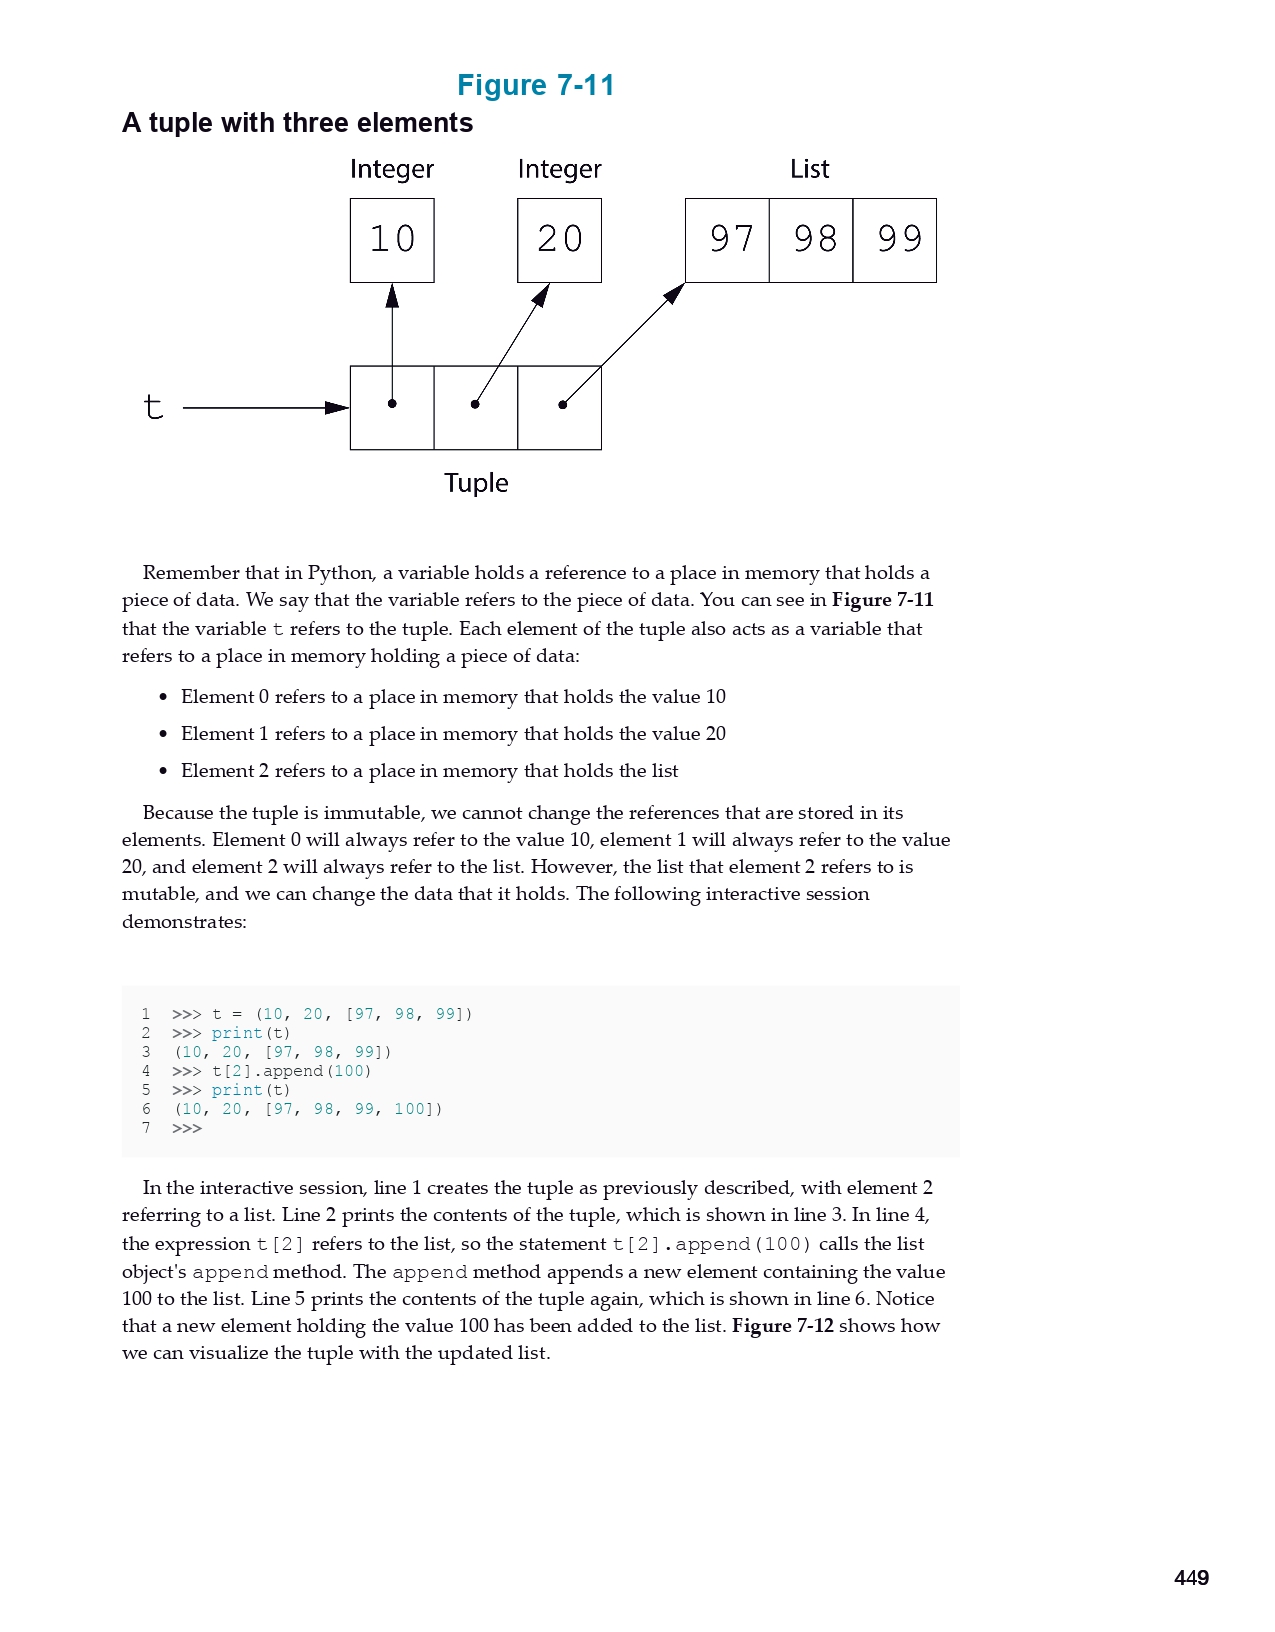 Figure 7-11
A tuple with three elements
Integer Integer List
10 20 97 98 99
t
Tuple
Remember that in Python, a variable holds a reference to a place in memory that holds a
piece of data. We say that the variable refers to the piece of data. You can see in Figure 7-11
that the variable t refers to the tuple. Each element of the tuple also acts as a variable that
refers to a place in memory holding a piece of data:
• Element 0 refers to a place in memory that holds the value 10
• Element 1 refers to a place in memory that holds the value 20
• Element 2 refers to a place in memory that holds the list
Because the tuple is immutable, we cannot change the references that are stored in its
elements. Element 0 will always refer to the value 10, element 1 will always refer to the value
20, and element 2 will always refer to the list. However, the list that element 2 refers to is
mutable, and we can change the data that it holds. The following interactive session
demonstrates:
1 >>> t = (10, 20, [97, 98, 99])
2 >>> print(t)
3 (10, 20, [97, 98, 99])
4 >>> t[2].append(100)
5 >>> print(t)
6 (10, 20, [97, 98, 99, 100])
7 >>>
In the interactive session, line 1 creates the tuple as previously described, with element 2
referring to a list. Line 2 prints the contents of the tuple, which is shown in line 3. In line 4,
the expression t[2] refers to the list, so the statement t[2].append(100) calls the list
object's append method. The append method appends a new element containing the value
100 to the list. Line 5 prints the contents of the tuple again, which is shown in line 6. Notice
that a new element holding the value 100 has been added to the list. Figure 7-12 shows how
we can visualize the tuple with the updated list.
449